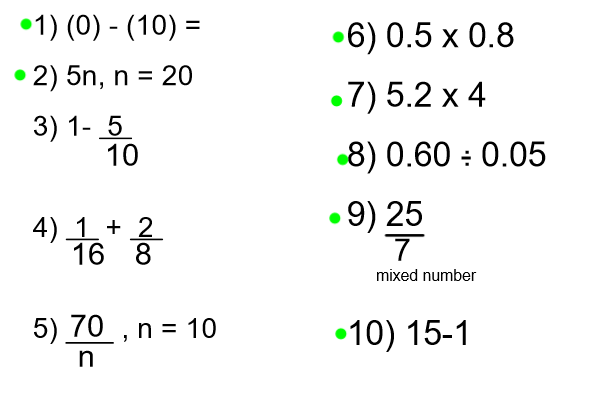 1) (0) - (10) =
2) 5n, n = 20
3) 1- 5
10
4) 1 + 2
16 8
5) 70 , n = 10
n
6) 0.5 x 0.8
7) 5.2 x 4
8) 0.60 ÷ 0.05
9) 25
7
mixed number
10) 15-1